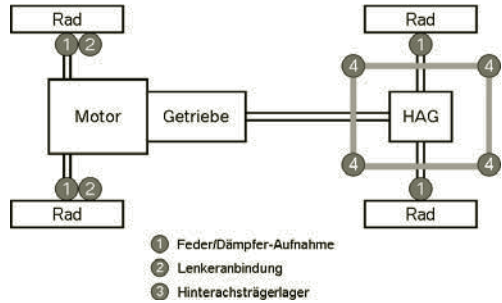 Rad
Rad
1
2
1
4
4
Motor
Getriebe
HAG
4
4
1
2
1
Rad
Rad
1 Feder/Dämpfer-Aufnahme
2 Lenkeranbindung
3 Hinterachsträgerlager